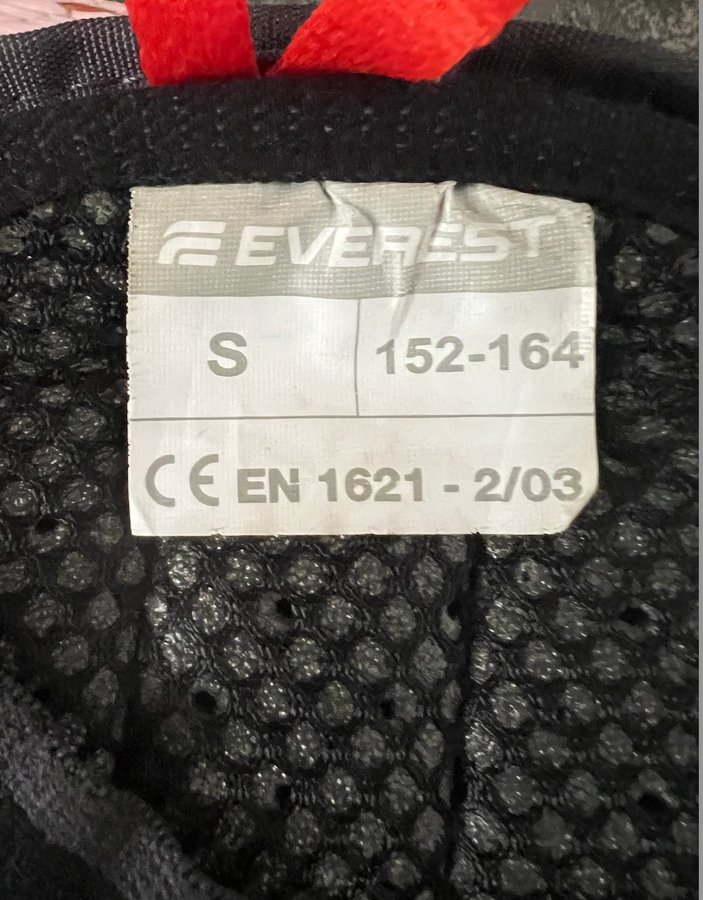 EVEREST
S 152-164
CE EN 1621 - 2/03